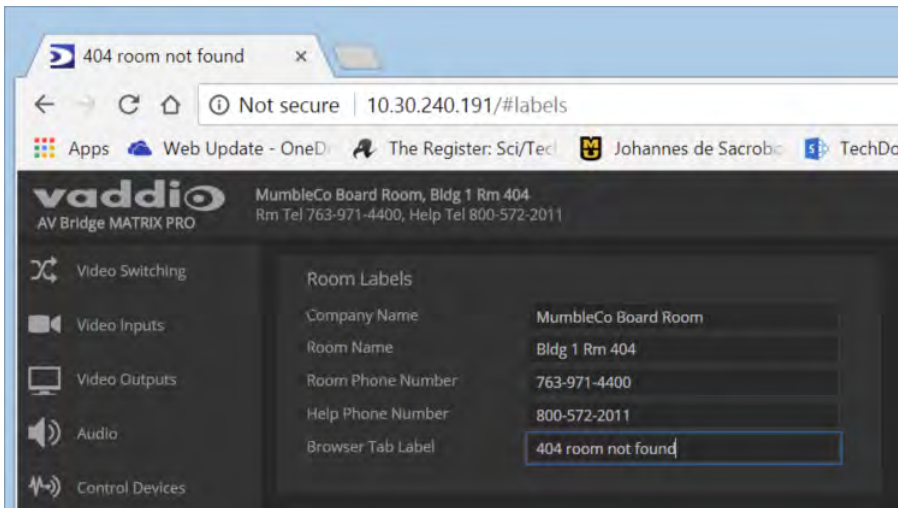 404 room not found
Not secure 10.30.240.191/#labels
Apps Web Update - OneD The Register: Sci/Tec Johannes de Sacrobo TechDo
vaddio
AV Bridge MATRIX PRO
MumbleCo Board Room, Bldg 1 Rm 404
Rm Tel 763-971-4400, Help Tel 800-572-2011
Video Switching
Video Inputs
Video Outputs
Audio
Control Devices
Room Labels
Company Name MumbleCo Board Room
Room Name Bldg 1 Rm 404
Room Phone Number 763-971-4400
Help Phone Number 800-572-2011
Browser Tab Label 404 room not found